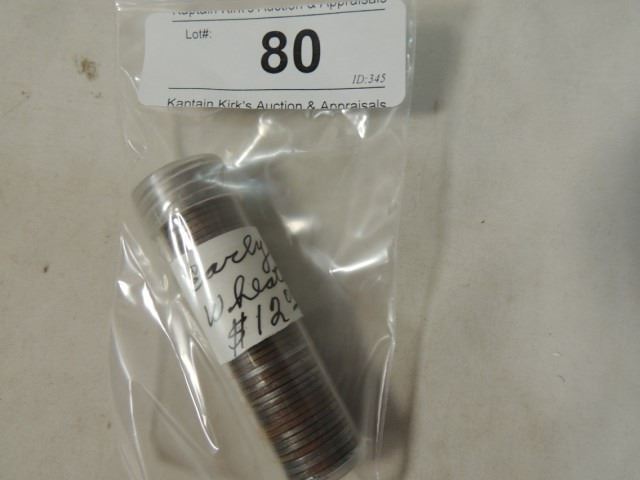 Kaptain Kirk's Auction & Appraisals
Lot#:
80
ID:345
Kaptain Kirk's Auction & Appraisals
Early
Wheat
$12